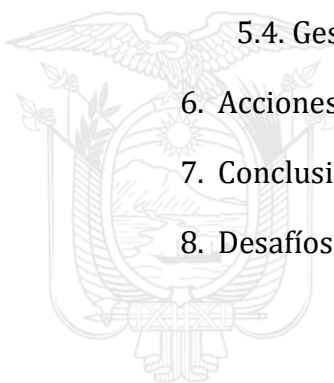 5.4. Ges
6. Acciones
7. Conclusi
8. Desafíos